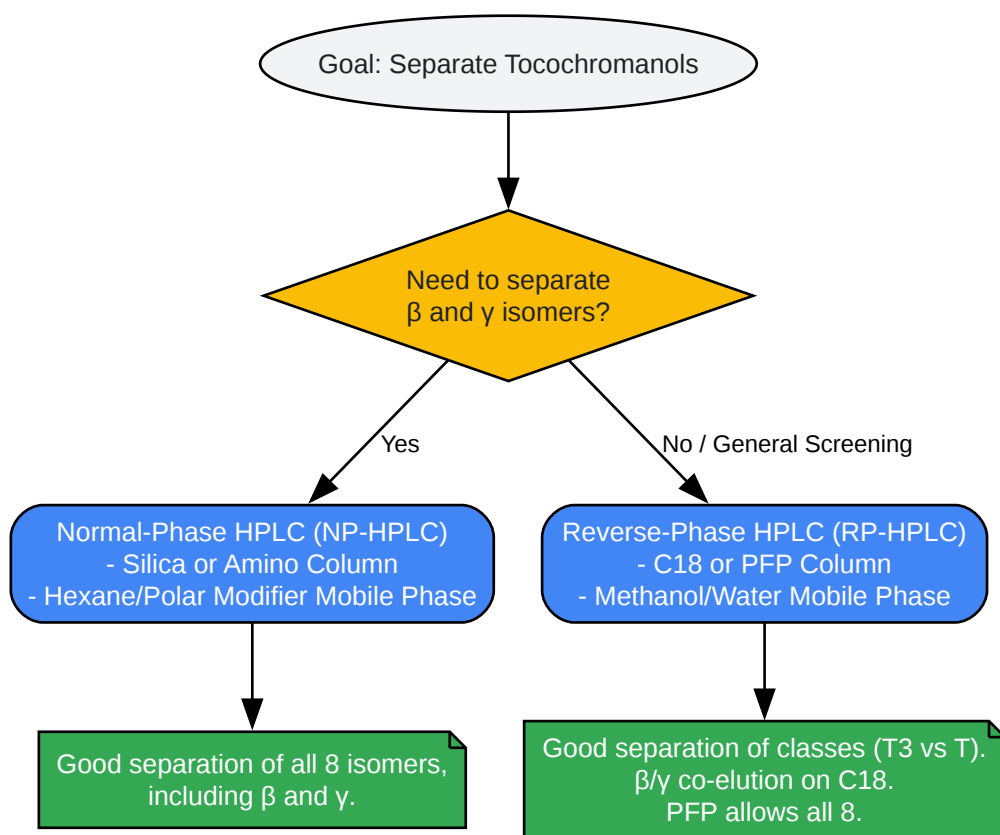 Goal: Separate Tocochromanols
Need to separate
β and γ isomers?
Yes
No / General Screening
Normal-Phase HPLC (NP-HPLC)
- Silica or Amino Column
- Hexane/Polar Modifier Mobile Phase
Reverse-Phase HPLC (RP-HPLC)
- C18 or PFP Column
- Methanol/Water Mobile Phase
Good separation of all 8 isomers,
including β and γ.
Good separation of classes (T3 vs T).
β/γ co-elution on C18.
PFP allows all 8.